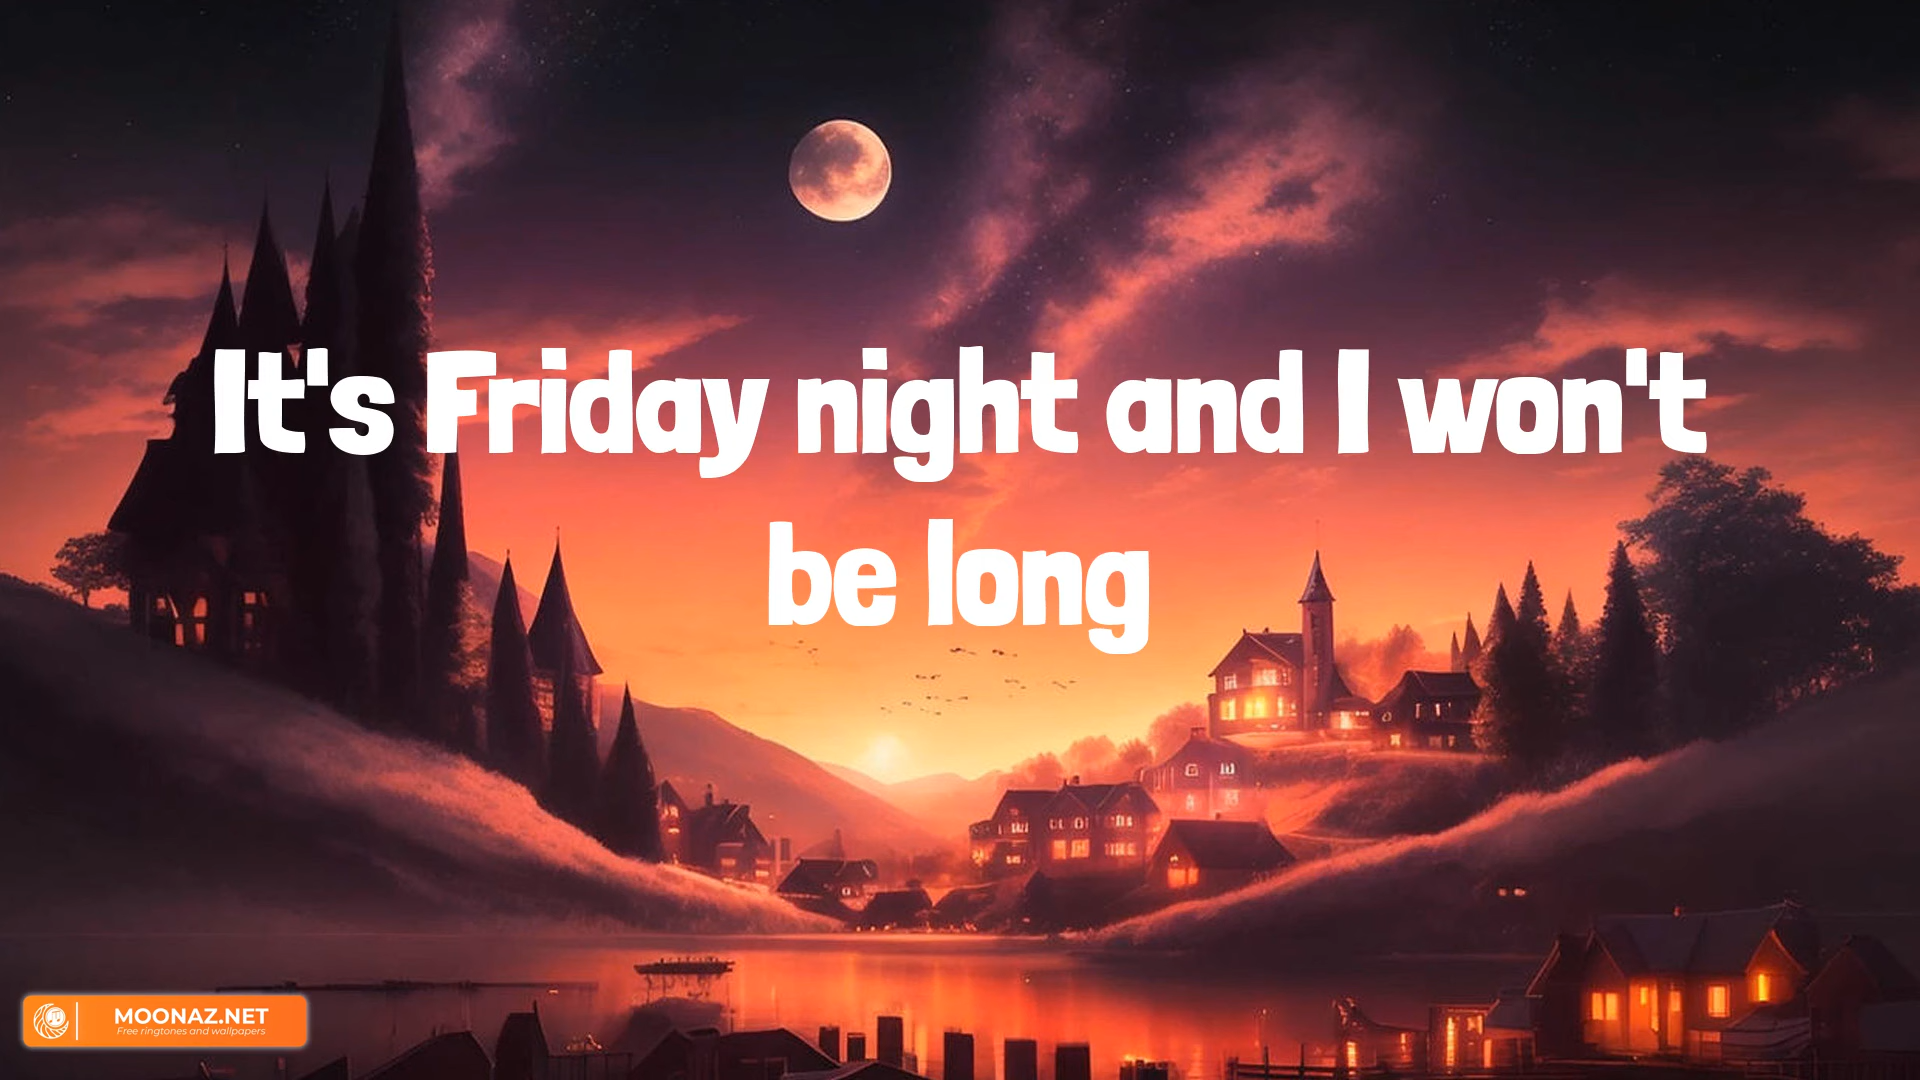 It's Friday night and I won't
be long
MOONAZ.NET
Free ringtones and wallpapers